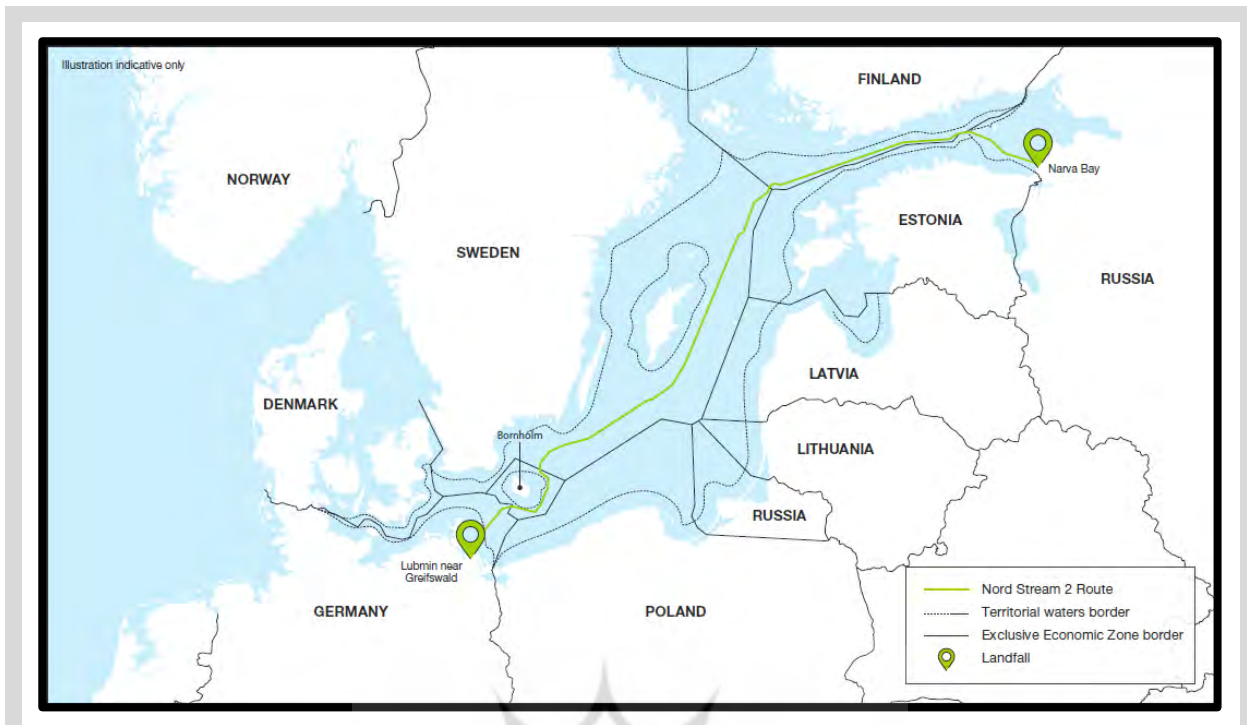 Illustration indicative only
FINLAND
NORWAY
Narva Bay
ESTONIA
SWEDEN
RUSSIA
LATVIA
DENMARK
Bornholm
LITHUANIA
RUSSIA
Lubmin near
Greifswald
GERMANY
POLAND
Nord Stream 2 Route
Territorial waters border
Exclusive Economic Zone border
Landfall